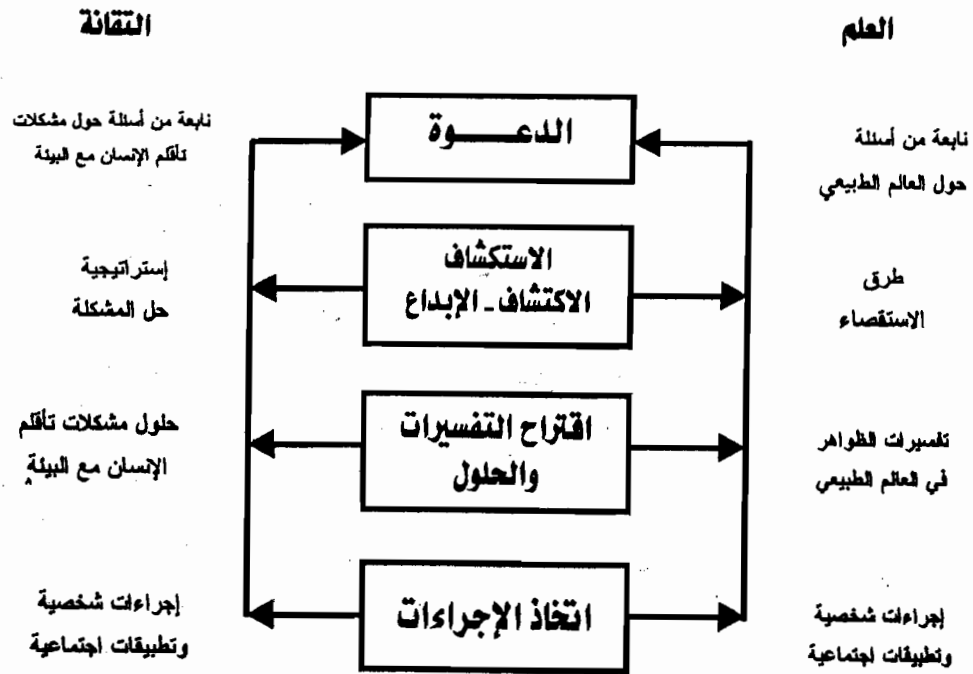 العلم
التقانة
نابعة من أسئلة
حول العالم الطبيعي
الدعـــــوة
نابعة من أسئلة حول مشكلات
تأقلم الإنسان مع البيئة
طرق
الاستقصاء
الاستكشاف
الاكتشاف ـ الإبداع
إستراتيجية
حل المشكلة
تفسيرات الظواهر
في العالم الطبيعي
اقتراح التفسيرات
والحلول
حلول مشكلات تأقلم
الإنسان مع البيئة
إجراءات شخصية
وتطبيقات اجتماعية
اتخاذ الإجراءات
إجراءات شخصية
وتطبيقات اجتماعية